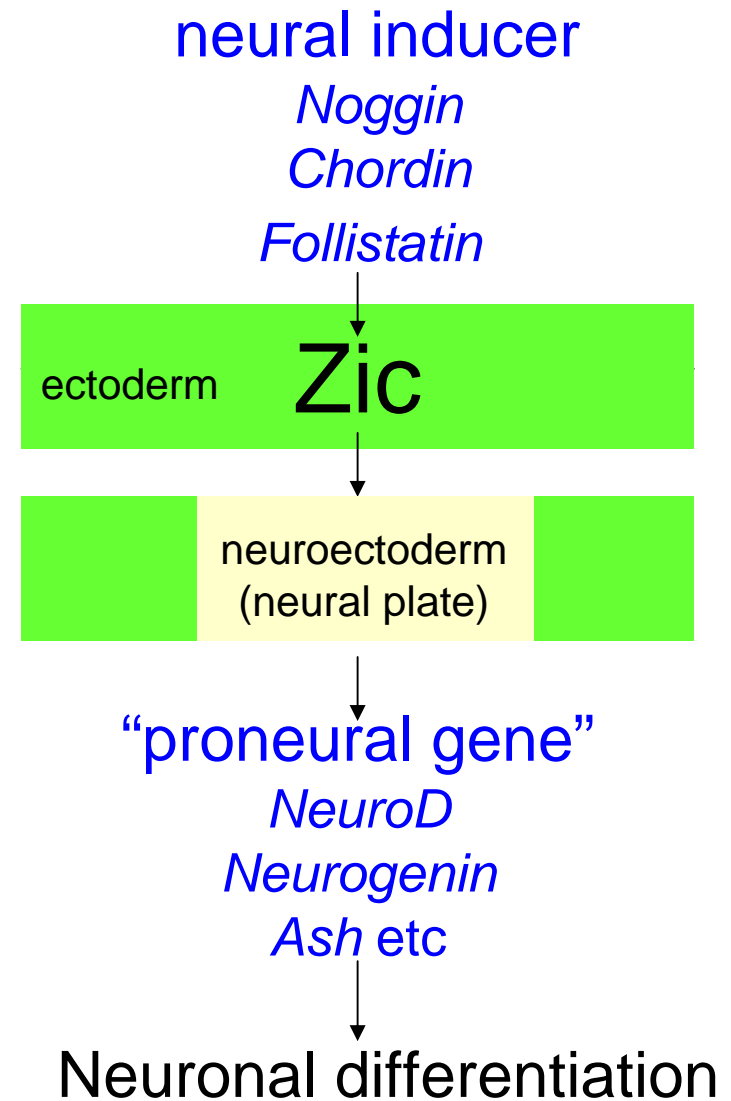 neural inducer
Noggin
Chordin
Follistatin
ectoderm Zic
neuroectoderm
(neural plate)
“proneural gene”
NeuroD
Neurogenin
Ash etc
Neuronal differentiation